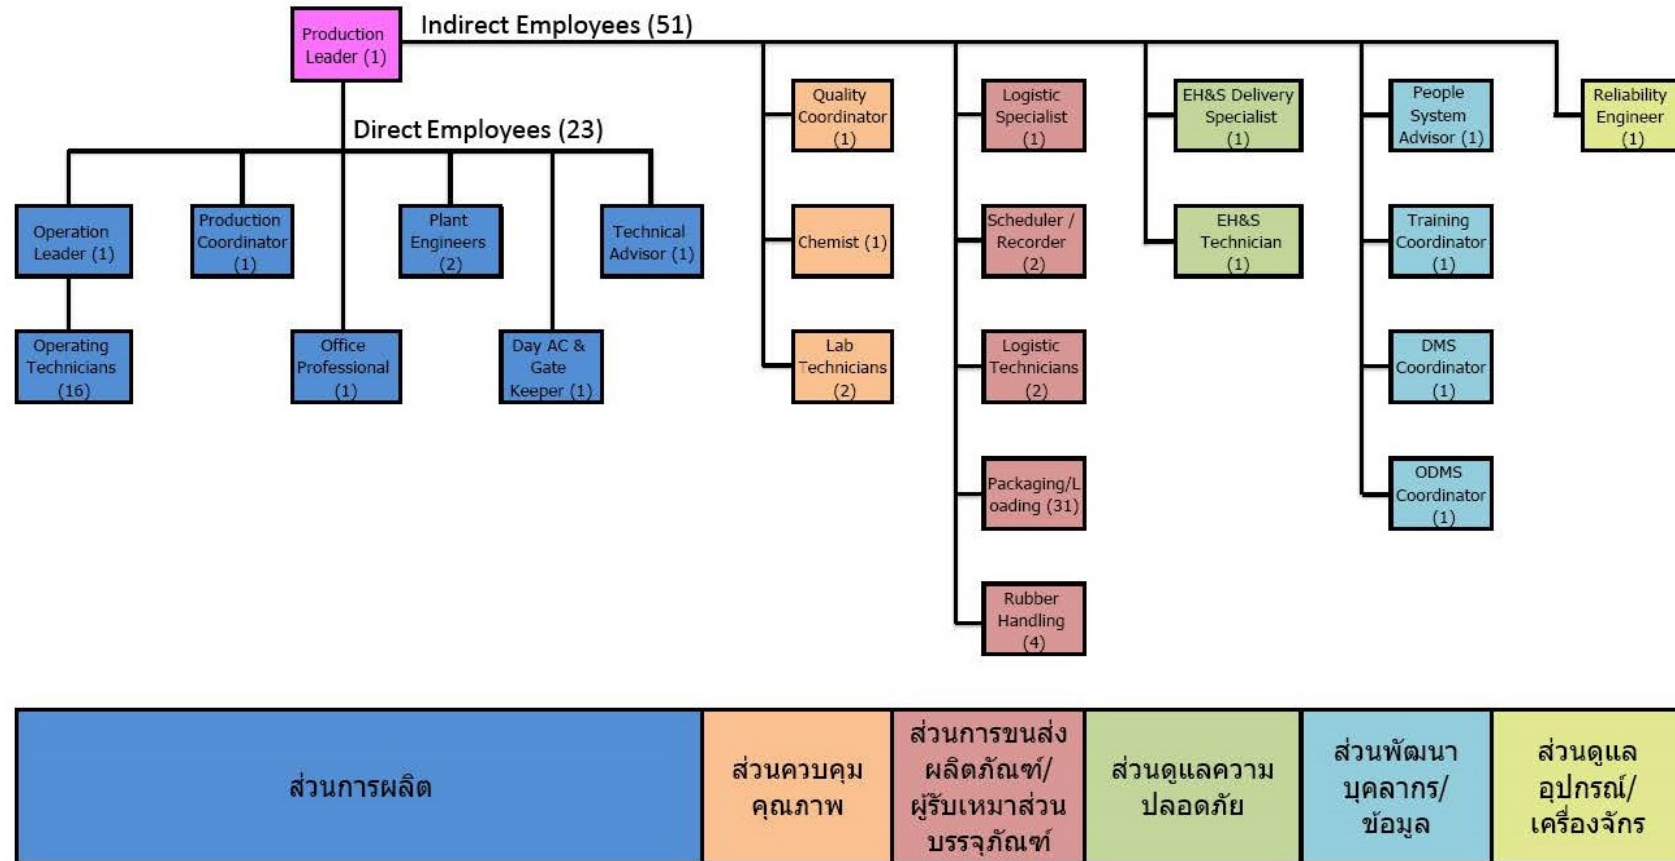 Production
Leader (1)
Indirect Employees (51)
Direct Employees (23)
Operation
Leader (1)
Production
Coordinator
(1)
Plant
Engineers
(2)
Technical
Advisor (1)
Operating
Technicians
(16)
Office
Professional
(1)
Day AC &
Gate
Keeper (1)
Quality
Coordinator
(1)
Chemist (1)
Lab
Technicians
(2)
Logistic
Specialist
(1)
Scheduler /
Recorder
(2)
Logistic
Technicians
(2)
Packaging/L
oading (31)
Rubber
Handling
(4)
EH&S Delivery
Specialist
(1)
EH&S
Technician
(1)
People
System
Advisor (1)
Training
Coordinator
(1)
DMS
Coordinator
(1)
ODMS
Coordinator
(1)
Reliability
Engineer
(1)
ส่วนการผลิต
ส่วนควบคุม
คุณภาพ
ส่วนการขนส่ง
ผลิตภัณฑ์/
ผู้รับเหมาส่วน
บรรจุภัณฑ์
ส่วนดูแลความ
ปลอดภัย
ส่วนพัฒนา
บุคลากร/
ข้อมูล
ส่วนดูแล
อุปกรณ์/
เครื่องจักร